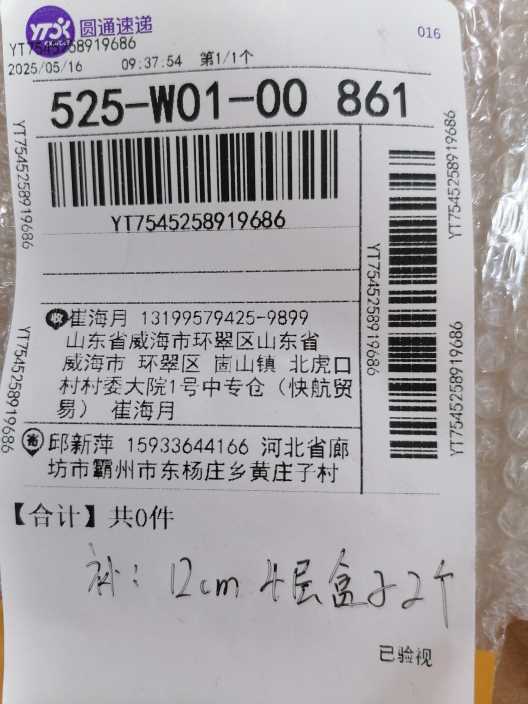 圆通速递
016
YT7545258919686
2025/05/16 09:37:54 第1/1个
525-W01-00 861
YT7545258919686
YT7545258919686
YT7545258919686
YT7545258919686
YT7545258919686
YT7545258919686
YT7545258919686
收 崔海月 13199579425-9899
山东省威海市环翠区山东省
威海市 环翠区 崮山镇 北虎口
村村委大院1号中专仓（快航贸
易） 崔海月
寄 邱新萍 15933644166 河北省廊
坊市霸州市东杨庄乡黄庄子村
【合计】共0件
补：12cm 4层盒子2个
已验视